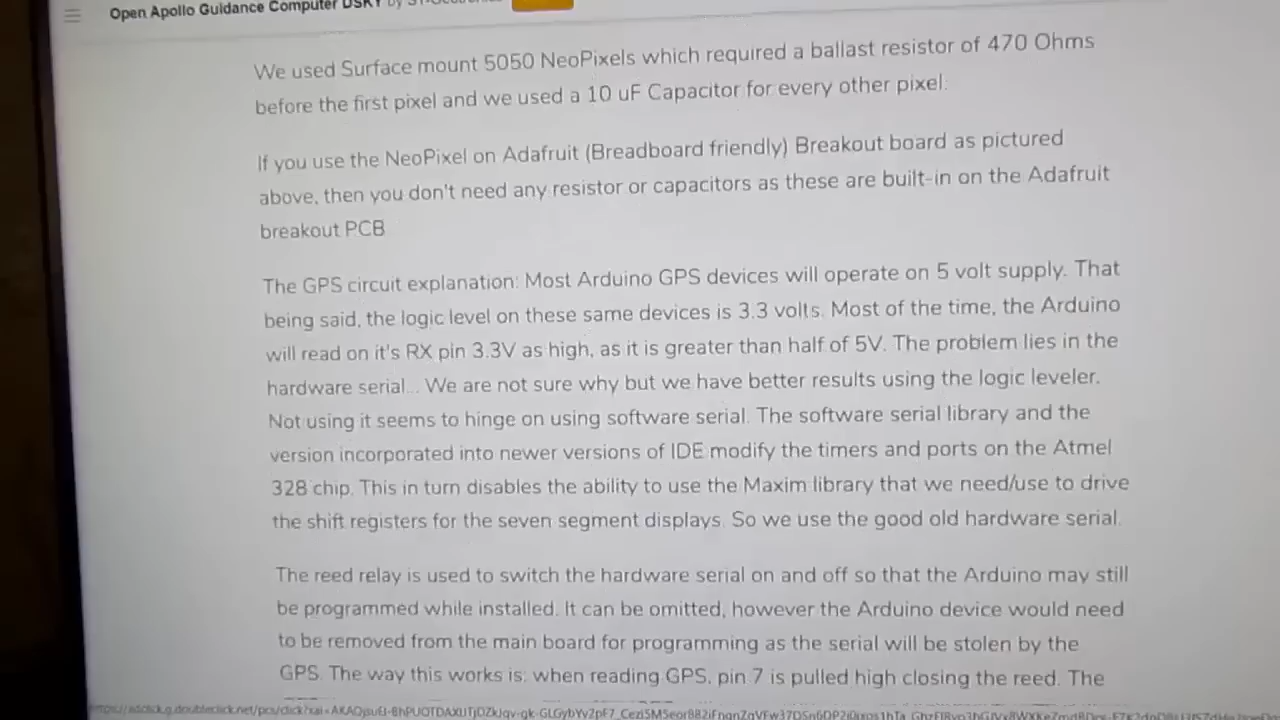 Open Apollo Guidance Computer DSKY by
We used Surface mount 5050 NeoPixels which required a ballast resistor of 470 Ohms
before the first pixel and we used a 10 uF Capacitor for every other pixel.
If you use the NeoPixel on Adafruit (Breadboard friendly) Breakout board as pictured
above, then you don't need any resistor or capacitors as these are built-in on the Adafruit
breakout PCB
The GPS circuit explanation: Most Arduino GPS devices will operate on 5 volt supply. That
being said, the logic level on these same devices is 3.3 volts. Most of the time, the Arduino
will read on it's RX pin 3.3V as high, as it is greater than half of 5V. The problem lies in the
hardware serial... We are not sure why but we have better results using the logic leveler.
Not using it seems to hinge on using software serial. The software serial library and the
version incorporated into newer versions of IDE modify the timers and ports on the Atmel
328 chip. This in turn disables the ability to use the Maxim library that we need/use to drive
the shift registers for the seven segment displays. So we use the good old hardware serial.
The reed relay is used to switch the hardware serial on and off so that the Arduino may still
be programmed while installed. It can be omitted, however the Arduino device would need
to be removed from the main board for programming as the serial will be stolen by the
GPS. The way this works is: when reading GPS, pin 7 is pulled high closing the reed. The